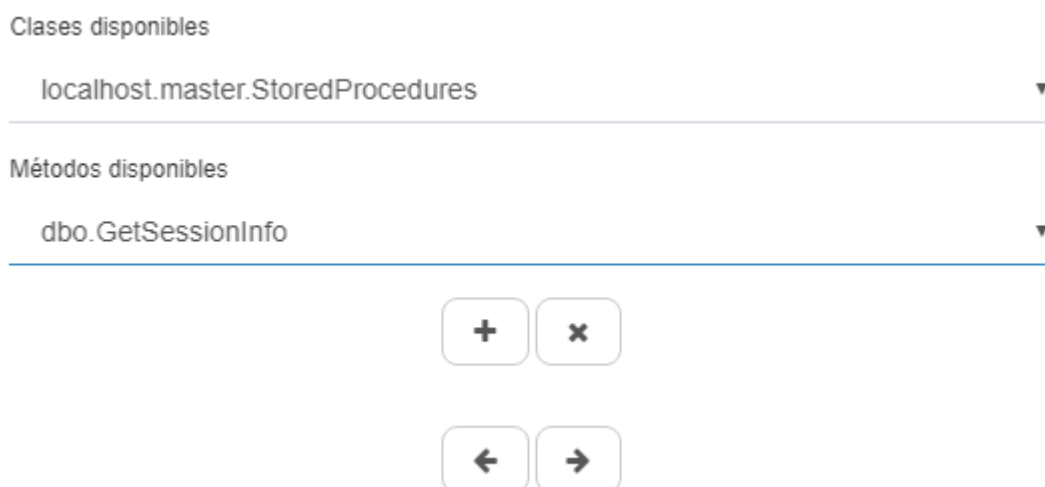 Clases disponibles
localhost.master.StoredProcedures
Métodos disponibles
dbo.GetSessionInfo